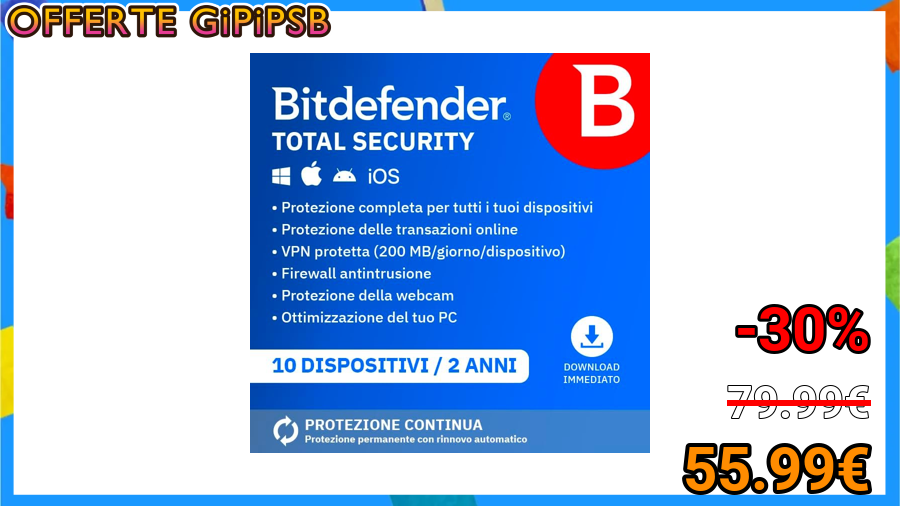 OFFERTE GiPiPSB
Bitdefender®
TOTAL SECURITY
iOS
• Protezione completa per tutti i tuoi dispositivi
• Protezione delle transazioni online
• VPN protetta (200 MB/giorno/dispositivo)
• Firewall antintrusione
• Protezione della webcam
• Ottimizzazione del tuo PC
10 DISPOSITIVI / 2 ANNI
DOWNLOAD
IMMEDIATO
PROTEZIONE CONTINUA
Protezione permanente con rinnovo automatico
B
-30%
79.99€
55.99€